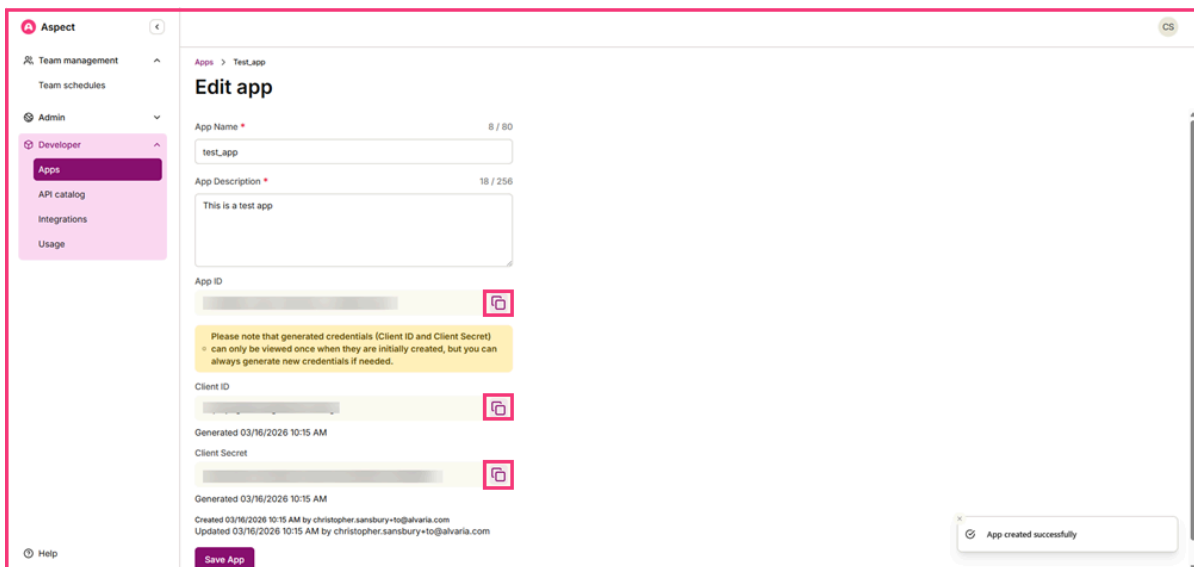 Aspect
CS
Team management
Team schedules
Admin
Developer
Apps
API catalog
Integrations
Usage
Help
Apps > Test_app
Edit app
App Name * 8 / 80
test_app
App Description * 18 / 256
This is a test app
App ID
Please note that generated credentials (Client ID and Client Secret)
can only be viewed once when they are initially created, but you can
always generate new credentials if needed.
Client ID
Generated 03/16/2026 10:15 AM
Client Secret
Generated 03/16/2026 10:15 AM
Created 03/16/2026 10:15 AM by christopher.sansbury+to@alvaria.com
Updated 03/16/2026 10:15 AM by christopher.sansbury+to@alvaria.com
Save App
App created successfully